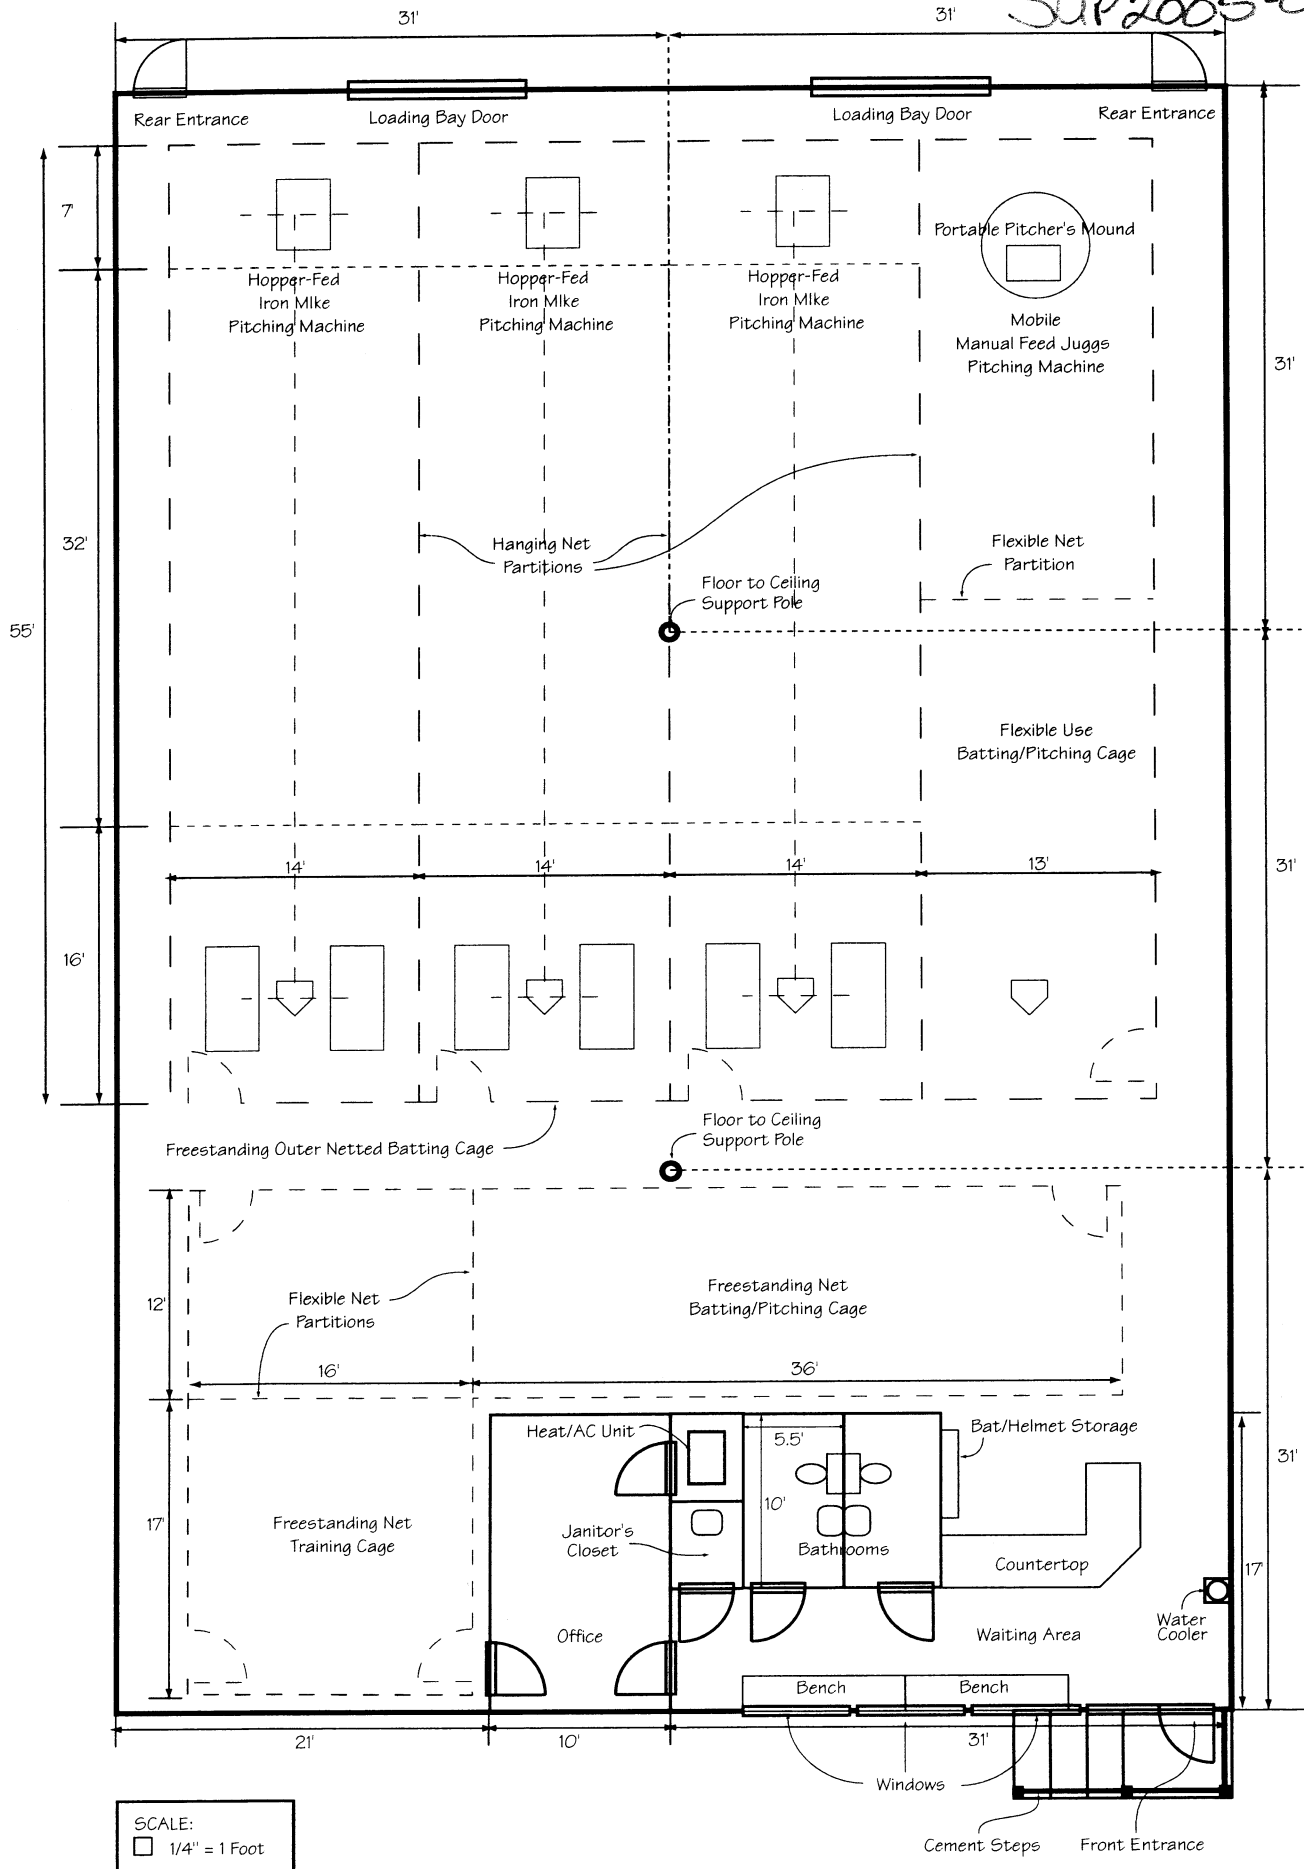 31'
31'
SUP2005-
Rear Entrance
Loading Bay Door
Loading Bay Door
Rear Entrance
7'
Portable Pitcher's Mound
Hopper-Fed
Iron MIke
Pitching Machine
Hopper-Fed
Iron MIke
Pitching Machine
Hopper-Fed
Iron MIke
Pitching Machine
Mobile
Manual Feed Juggs
Pitching Machine
31'
32'
Hanging Net
Partitions
Flexible Net
Partition
Floor to Ceiling
Support Pole
55'
Flexible Use
Batting/Pitching Cage
14'
14'
14'
13'
31'
16'
Freestanding Outer Netted Batting Cage
Floor to Ceiling
Support Pole
12'
Flexible Net
Partitions
Freestanding Net
Batting/Pitching Cage
16'
36'
Heat/AC Unit
5.5'
Bat/Helmet Storage
31'
10'
17'
Freestanding Net
Training Cage
Janitor's
Closet
Bathrooms
Countertop
17'
Office
Waiting Area
Water
Cooler
Bench
Bench
21'
10'
31'
Windows
Cement Steps
Front Entrance
SCALE:
1/4" = 1 Foot